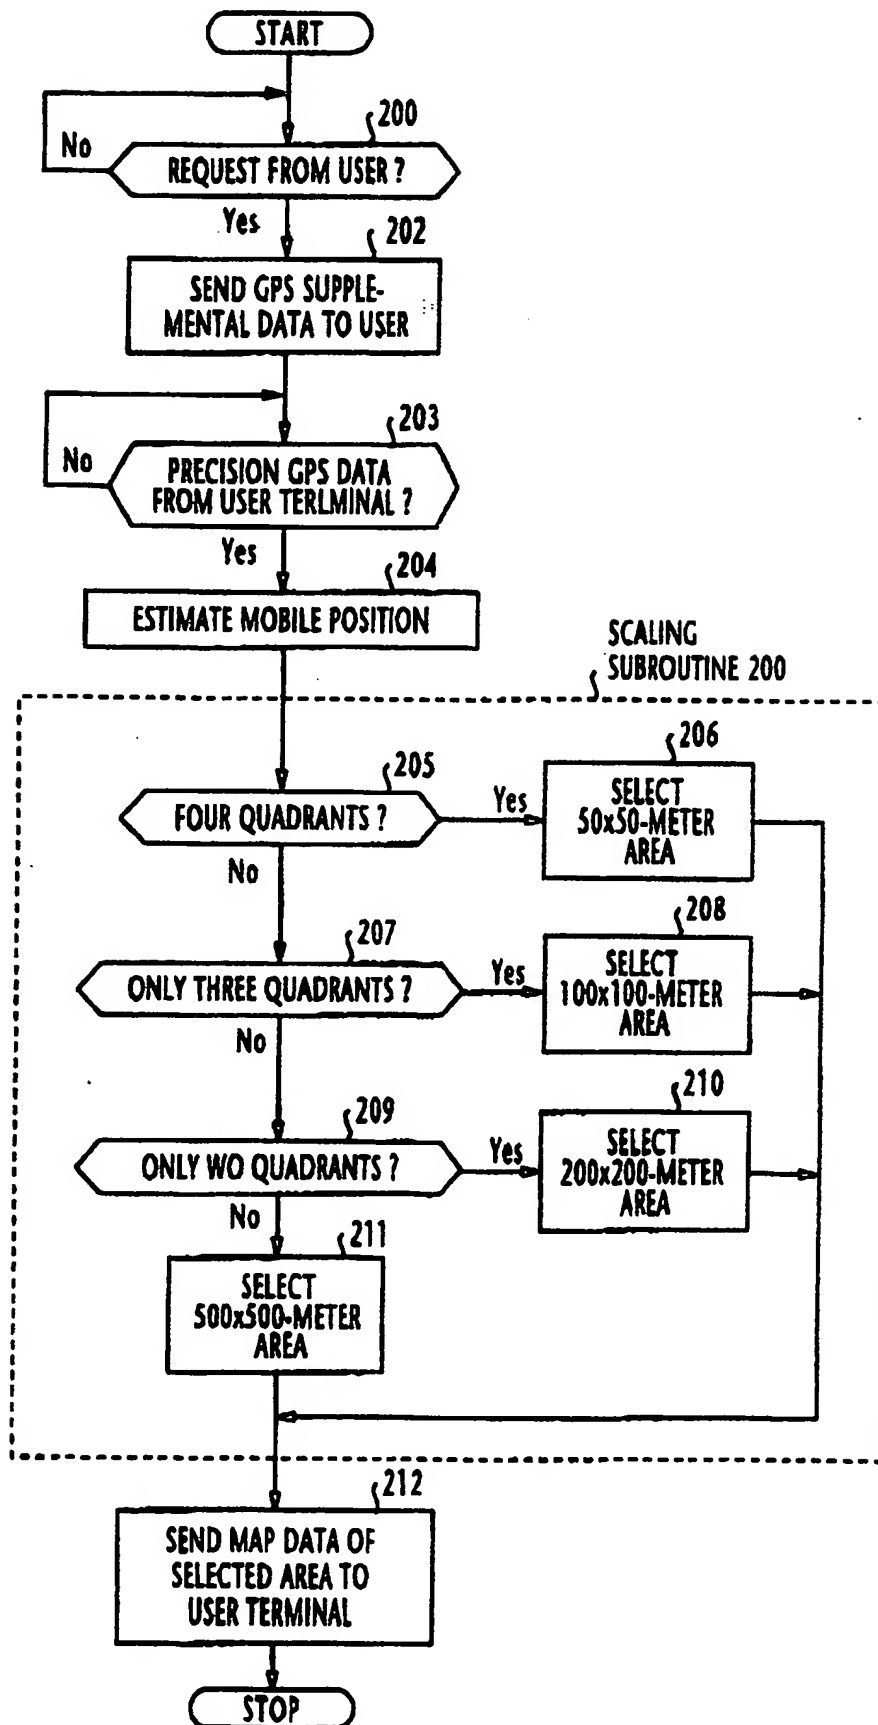 START
200
No
REQUEST FROM USER ?
Yes
202
SEND GPS SUPPLE-
MENTAL DATA TO USER
203
No
PRECISION GPS DATA
FROM USER TERLMINAL ?
Yes
204
ESTIMATE MOBILE POSITION
SCALING
SUBROUTINE 200
205
FOUR QUADRANTS ?
Yes
206
SELECT
50x50-METER
AREA
No
207
ONLY THREE QUADRANTS ?
Yes
208
SELECT
100x100-METER
AREA
No
209
ONLY WO QUADRANTS ?
Yes
210
SELECT
200x200-METER
AREA
No
211
SELECT
500x500-METER
AREA
212
SEND MAP DATA OF
SELECTED AREA TO
USER TERMINAL
STOP